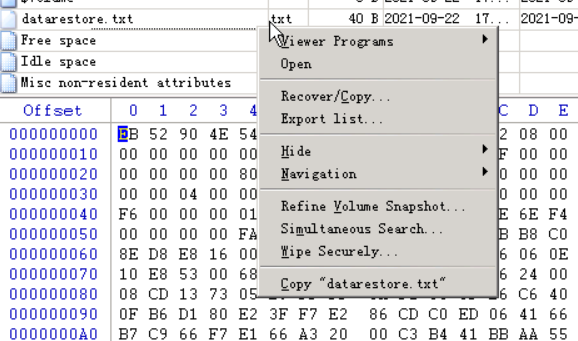 datarestore.txt txt 40 B 2021-09-22 17... 2021-09-
Free space
Idle space
Misc non-resident attributes
Viewer Programs
Open
Recover/Copy...
Export list...
Hide
Navigation
Refine Volume Snapshot...
Simultaneous Search...
Wipe Securely...
Copy "datarestore.txt"
Offset 0 1 2 3 4 C D E
000000000 EB 52 90 4E 54 2 08 00
000000010 00 00 00 00 00 F 00 00
000000020 00 00 00 00 80 00 00
000000030 00 00 04 00 00 00 00
000000040 F6 00 00 00 01 E 6E F4
000000050 00 00 00 00 FA B B8 C0
000000060 8E D8 E8 16 00 06 0E
000000070 10 E8 53 00 68 24 00
000000080 08 CD 13 73 05 C6 40
000000090 0F B6 D1 80 E2 3F F7 E2 86 CD C0 ED 06 41 66
0000000A0 B7 C9 66 F7 E1 66 A3 20 00 C3 B4 41 BB AA 55